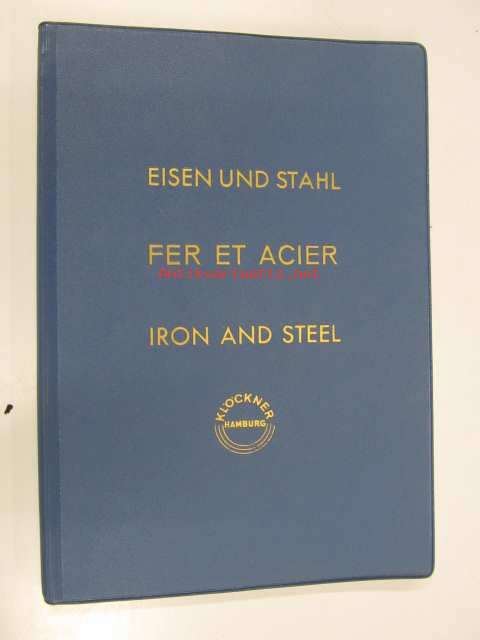 EISEN UND STAHL
FER ET ACIER
IRON AND STEEL
KLÖCKNER
HAMBURG